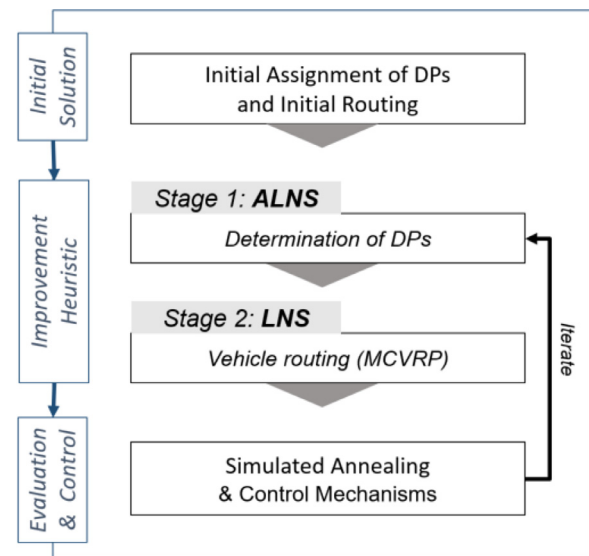 Initial
Solution
Initial Assignment of DPs
and Initial Routing
Improvement
Heuristic
Stage 1: ALNS
Determination of DPs
Stage 2: LNS
Vehicle routing (MCVRP)
Iterate
Evaluation
& Control
Simulated Annealing
& Control Mechanisms